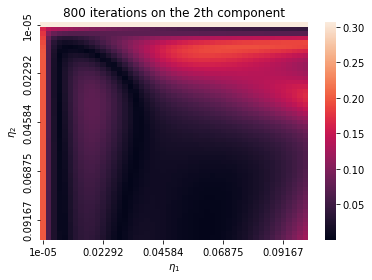 800 iterations on the 2th component
η₂
1e-05
0.02292
0.04584
0.06875
0.09167
1e-05 0.02292 0.04584 0.06875 0.09167
η₁
0.30
0.25
0.20
0.15
0.10
0.05